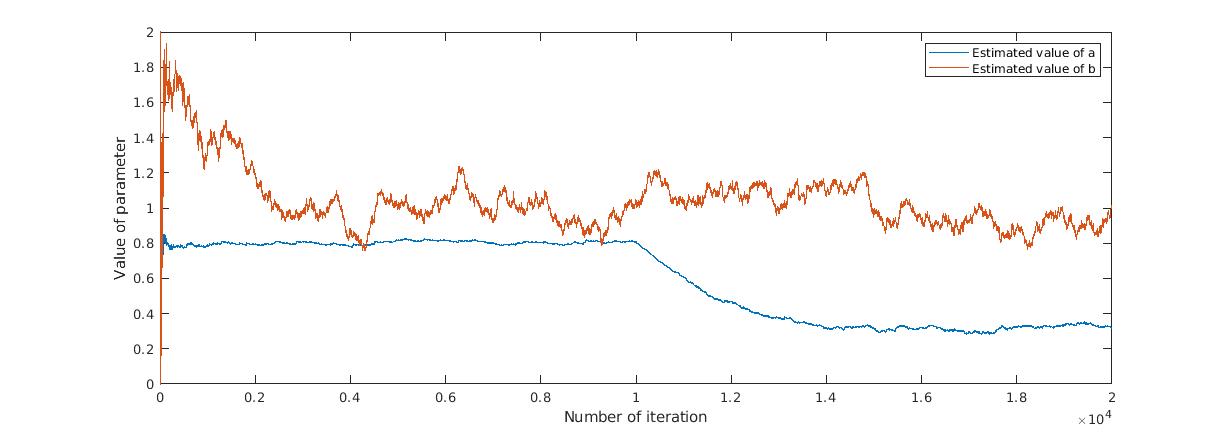 2
1.8
1.6
1.4
1.2
1
0.8
0.6
0.4
0.2
0
Value of parameter
Estimated value of a
Estimated value of b
0 0.2 0.4 0.6 0.8 1 1.2 1.4 1.6 1.8 2
Number of iteration
×10⁴